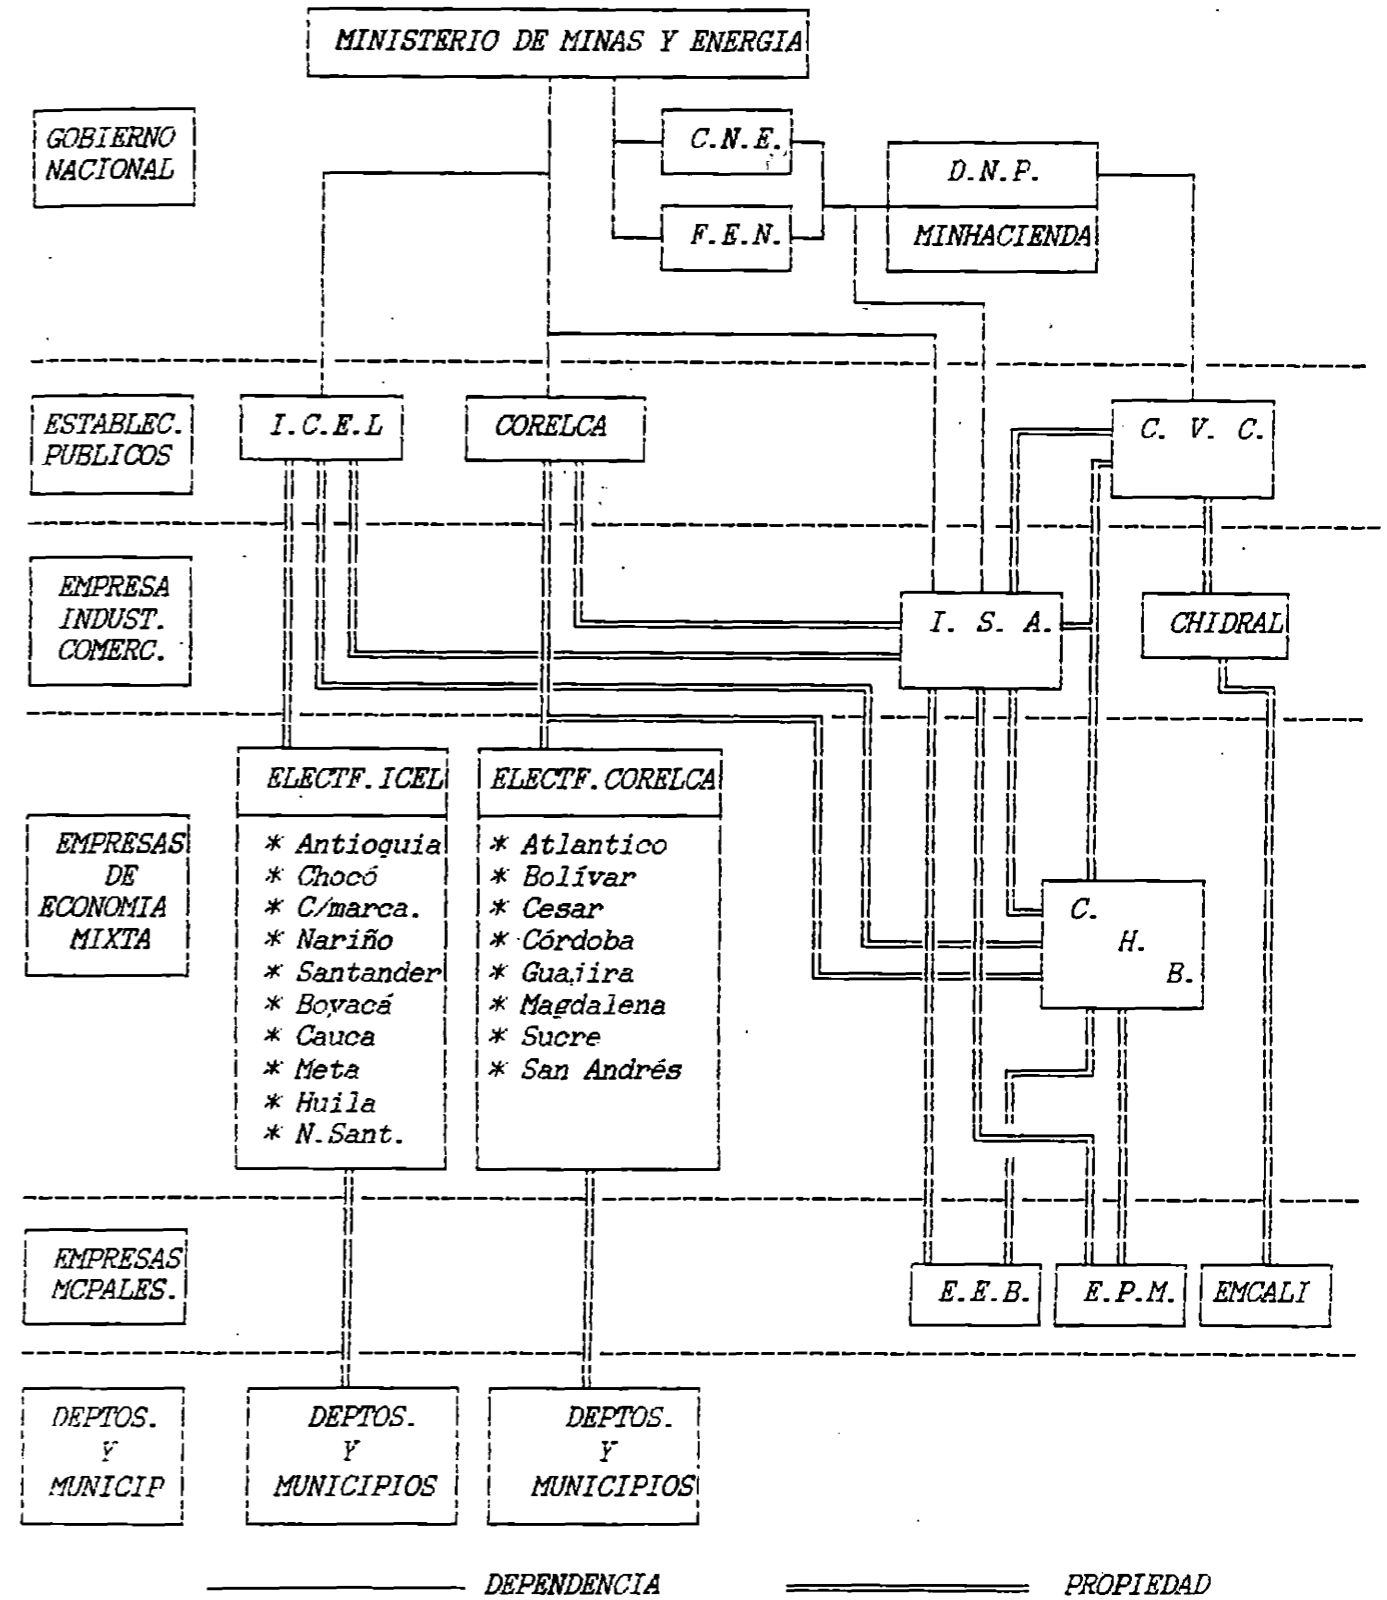 MINISTERIO DE MINAS Y ENERGIA
GOBIERNO
NACIONAL
C.N.E.
F.E.N.
D.N.P.
MINHACIENDA
ESTABLEC.
PUBLICOS
I.C.E.L
CORELCA
C. V. C.
EMPRESA
INDUST.
COMERC.
I. S. A.
CHIDRAL
EMPRESAS
DE
ECONOMIA
MIXTA
ELECTF.ICEL
* Antioquia
* Chocó
* C/marca.
* Nariño
* Santander
* Boyacá
* Cauca
* Meta
* Huila
* N.Sant.
ELECTF.CORELCA
* Atlantico
* Bolívar
* Cesar
* Córdoba
* Guajira
* Magdalena
* Sucre
* San Andrés
C.
H.
B.
EMPRESAS
MCPALES.
E.E.B.
E.P.M.
EMCALI
DEPTOS.
Y
MUNICIP
DEPTOS.
Y
MUNICIPIOS
DEPTOS.
Y
MUNICIPIOS
DEPENDENCIA
PROPIEDAD